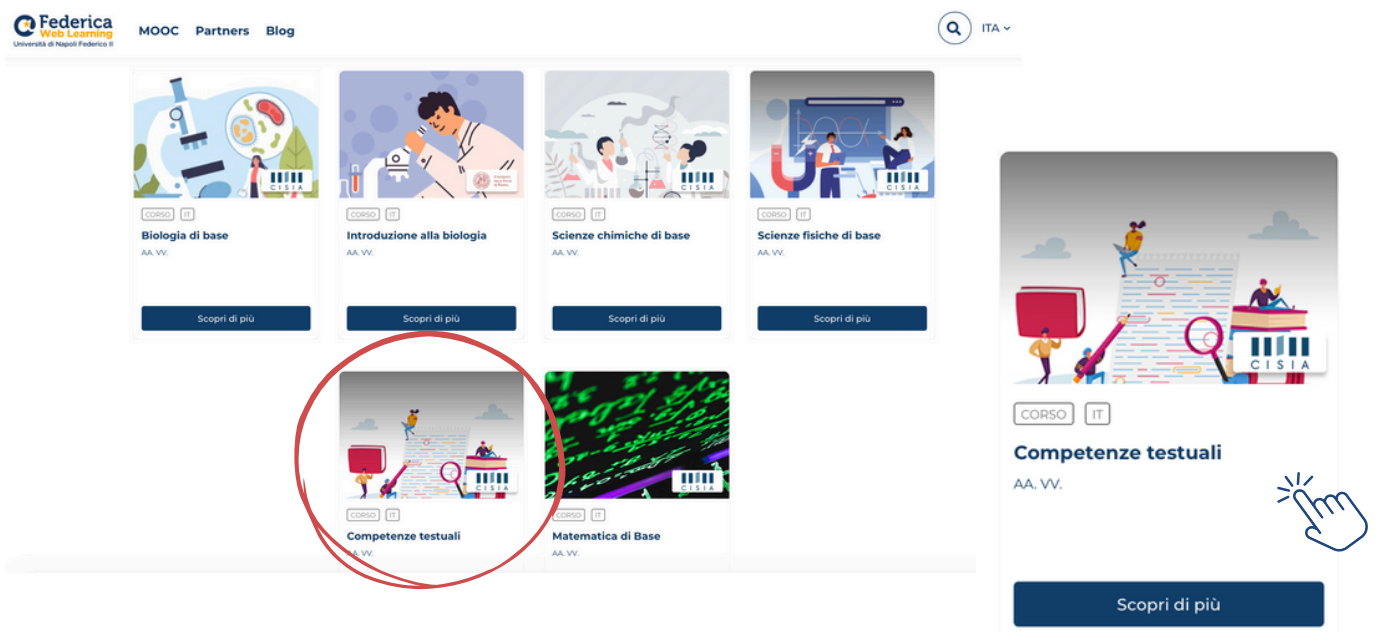 Federica
Web Learning
Università di Napoli Federico II
MOOC Partners Blog
ITA
CISIA
CISIA
CISIA
CORSO IT
CORSO IT
CORSO IT
CORSO IT
Biologia di base
Introduzione alla biologia
Scienze chimiche di base
Scienze fisiche di base
AA. VV.
AA. VV.
AA. VV.
AA. VV.
Scopri di più
Scopri di più
Scopri di più
Scopri di più
CISIA
CISIA
CORSO IT
CORSO IT
Competenze testuali
Matematica di Base
AA. VV.
AA. VV.
CISIA
CORSO IT
Competenze testuali
AA. VV.
Scopri di più